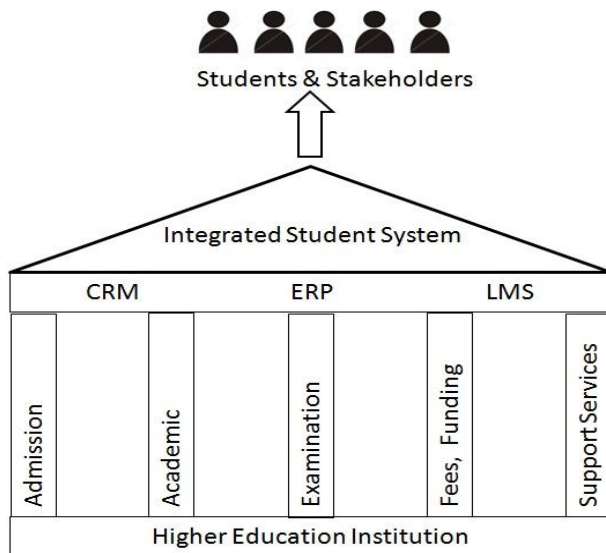 Students & Stakeholders
Integrated Student System
CRM ERP LMS
Admission
Academic
Examination
Fees, Funding
Support Services
Higher Education Institution